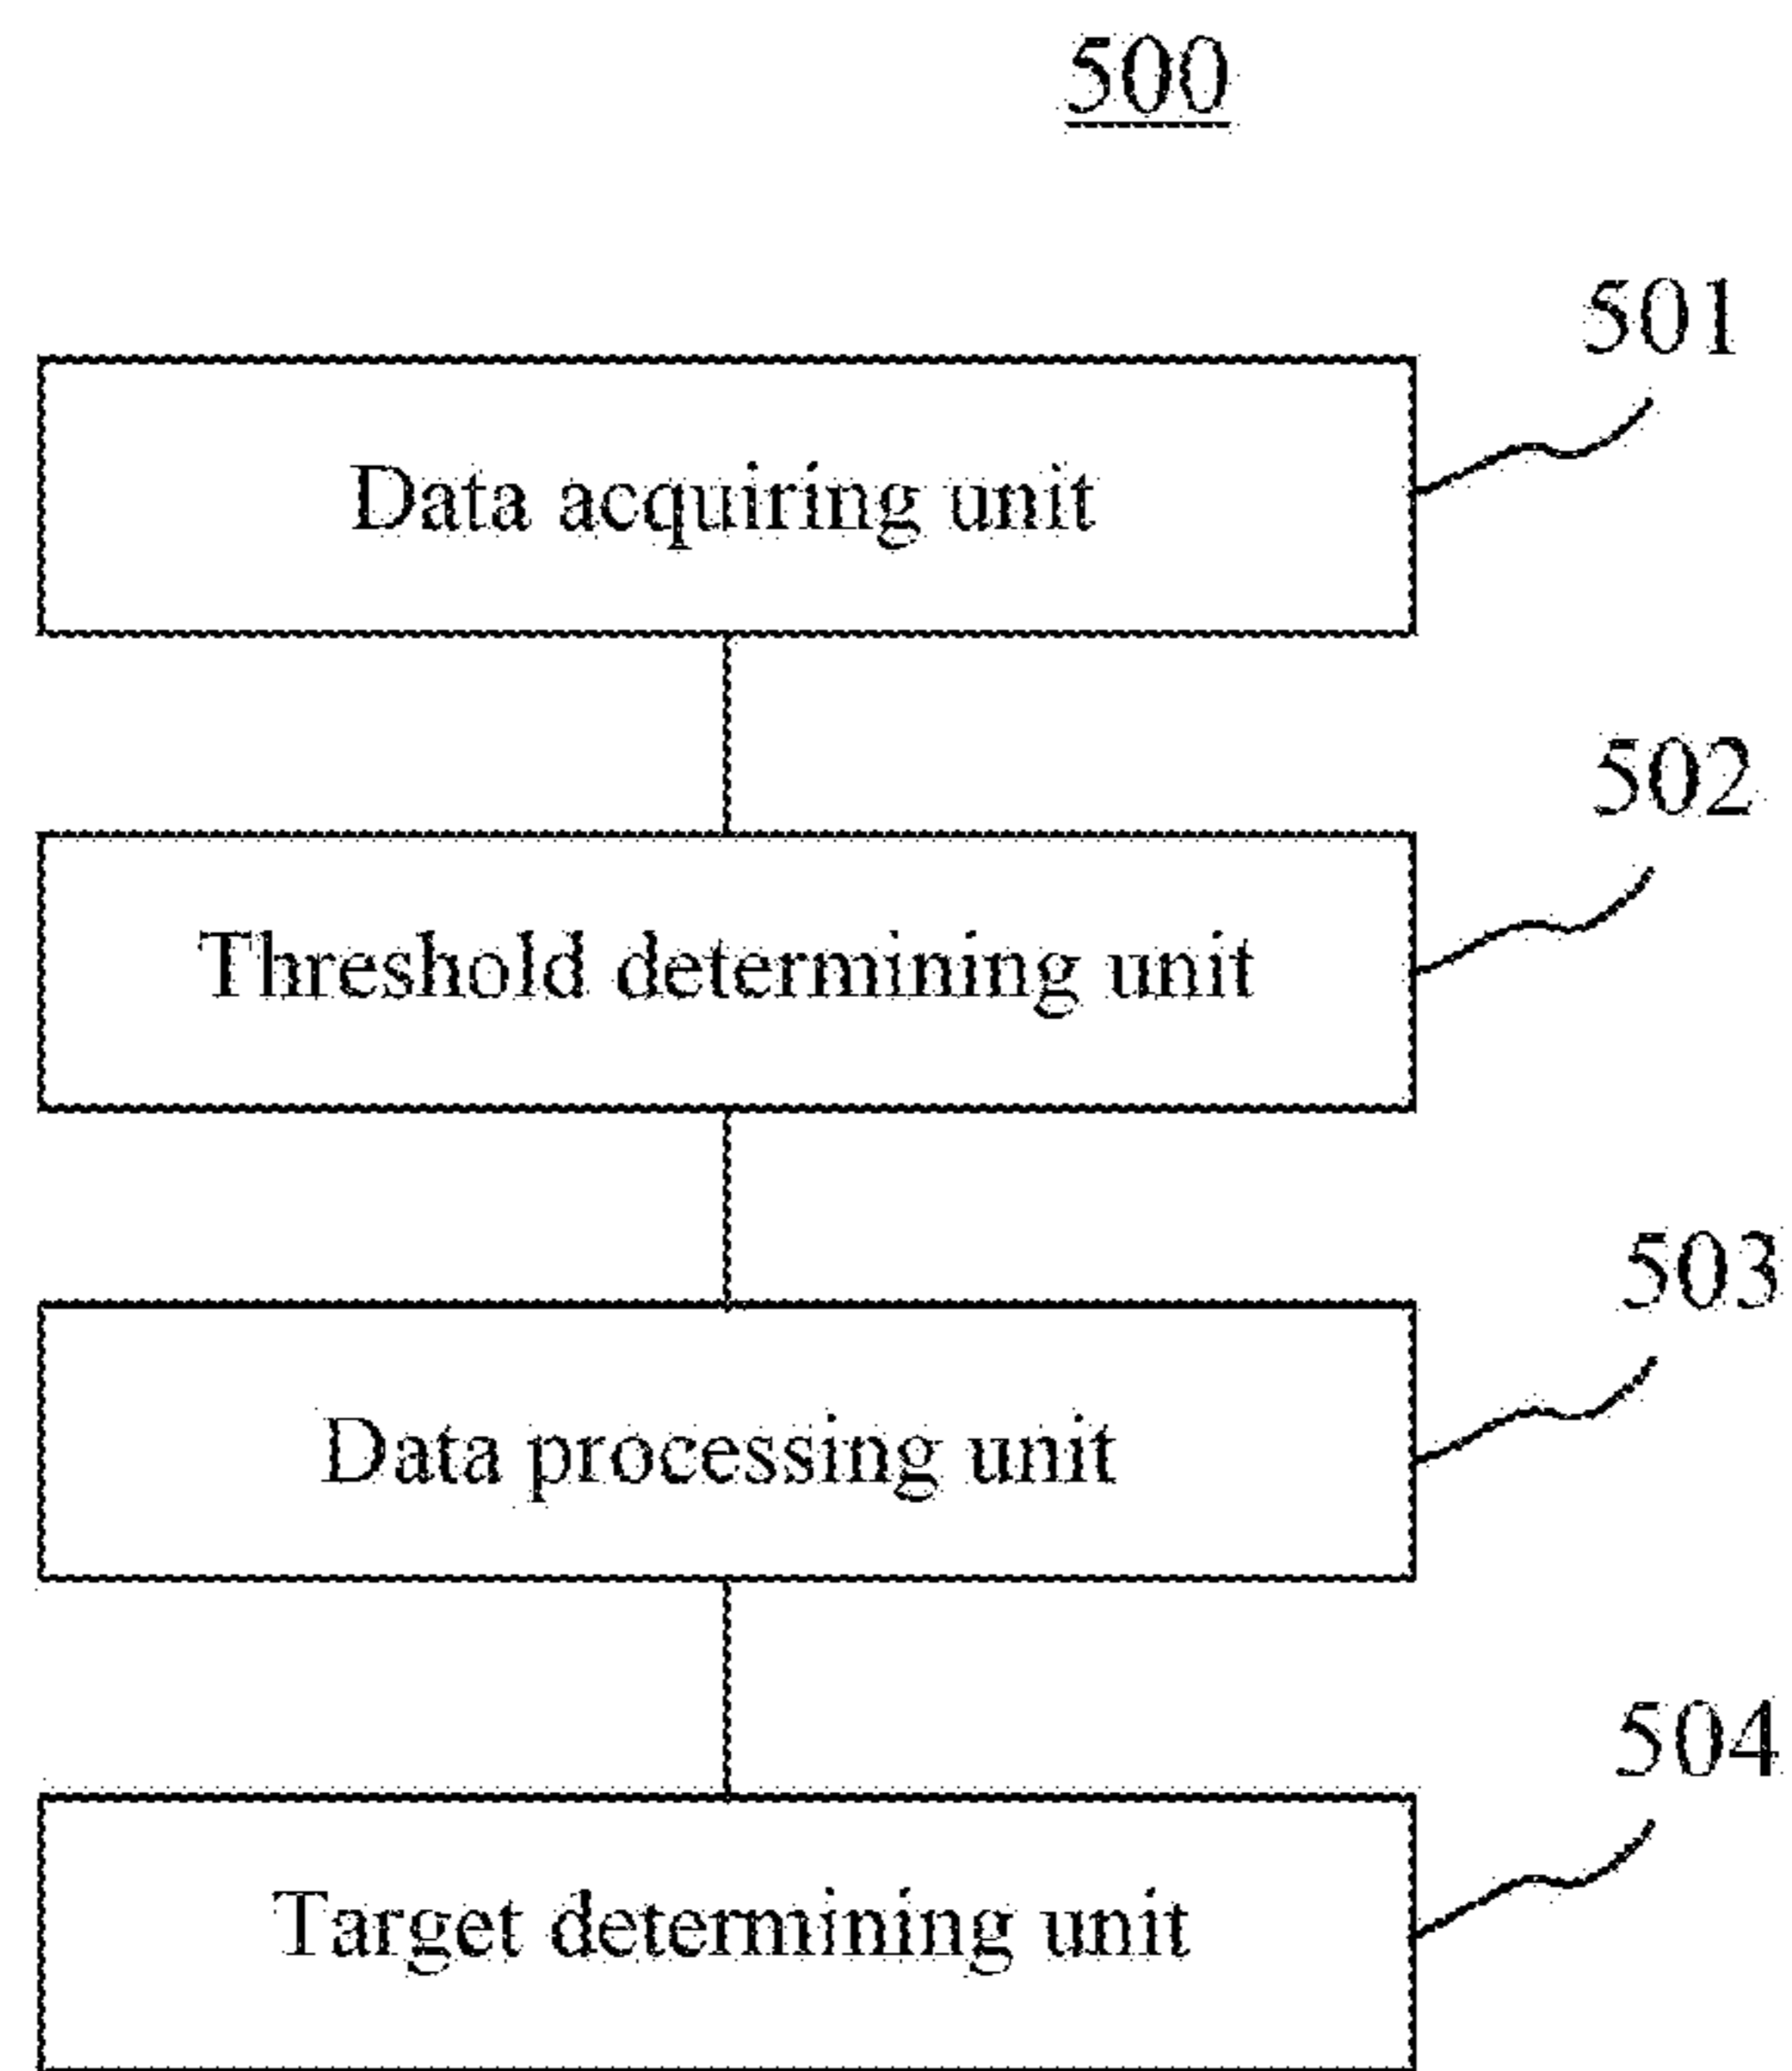 500
501
Data acquiring unit
502
Threshold determining unit
503
Data processing unit
504
Target determining unit